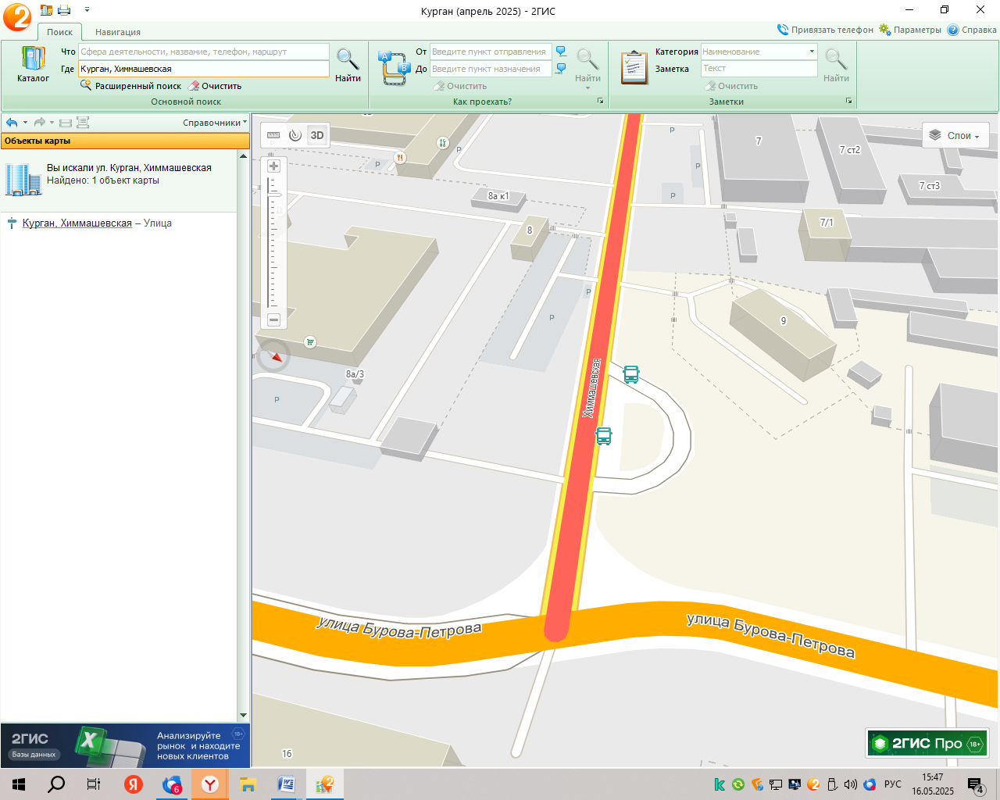 Курган (апрель 2025) - 2ГИС
Поиск
Навигация
Привязать телефон
Параметры
Справка
Каталог
Что
Сфера деятельности, название, телефон, маршрут
Где
Курган, Химмашевская
Расширенный поиск
Очистить
Найти
Основной поиск
От
Введите пункт отправления
До
Введите пункт назначения
Очистить
Найти
Как проехать?
Категория
Наименование
Заметка
Текст
Очистить
Найти
Заметки
Справочники
Объекты карты
Вы искали ул. Курган, Химмашевская
Найдено: 1 объект карты
Курган, Химмашевская – Улица
3D
Слои
P
P
P
P
P
7
7 ст2
7 ст3
8а к1
8
7/1
P
P
9
8а/3
P
Химмашевская
улица Бурова-Петрова
улица Бурова-Петрова
16
2ГИС
Базы данных
Анализируйте
рынок и находите
новых клиентов
18+
2ГИС Про
18+
6
РУС
15:47
16.05.2025
4